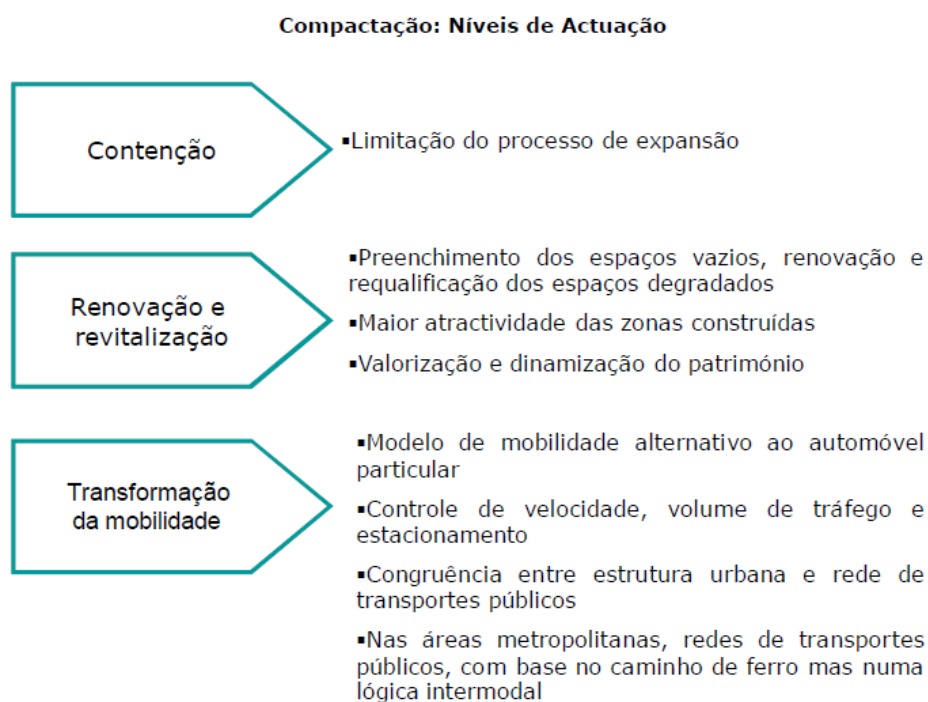 Compactação: Níveis de Actuação
Contenção
▪Limitação do processo de expansão
Renovação e
revitalização
▪Preenchimento dos espaços vazios, renovação e
requalificação dos espaços degradados
▪Maior atractividade das zonas construídas
▪Valorização e dinamização do património
Transformação
da mobilidade
▪Modelo de mobilidade alternativo ao automóvel
particular
▪Controle de velocidade, volume de tráfego e
estacionamento
▪Congruência entre estrutura urbana e rede de
transportes públicos
▪Nas áreas metropolitanas, redes de transportes
públicos, com base no caminho de ferro mas numa
lógica intermodal